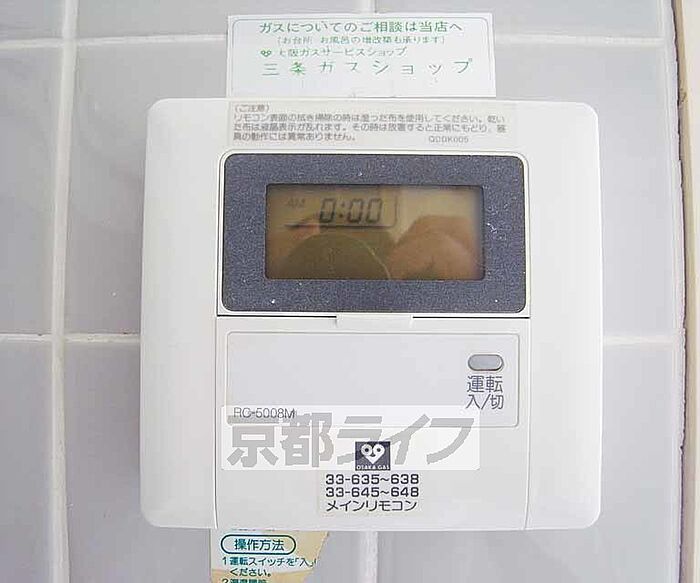 ガスについてのご相談は当店へ
(お台所 お風呂の増改築も承ります)
大阪ガスサービスショップ
三条ガスショップ
(ご注意)
リモコン表面の拭き掃除の時は湿った布を使用してください。乾い
た布は液晶表示が乱れます。その時は放置すると正常にもどり、器
具の動作には異常ありません。 QDDK005
AM 0:00
運転
入/切
RC-5008M
京都ライフ
OSAKA GAS
33-635~638
33-645~648
メインリモコン
操作方法
1運転スイッチを「入」
ください。